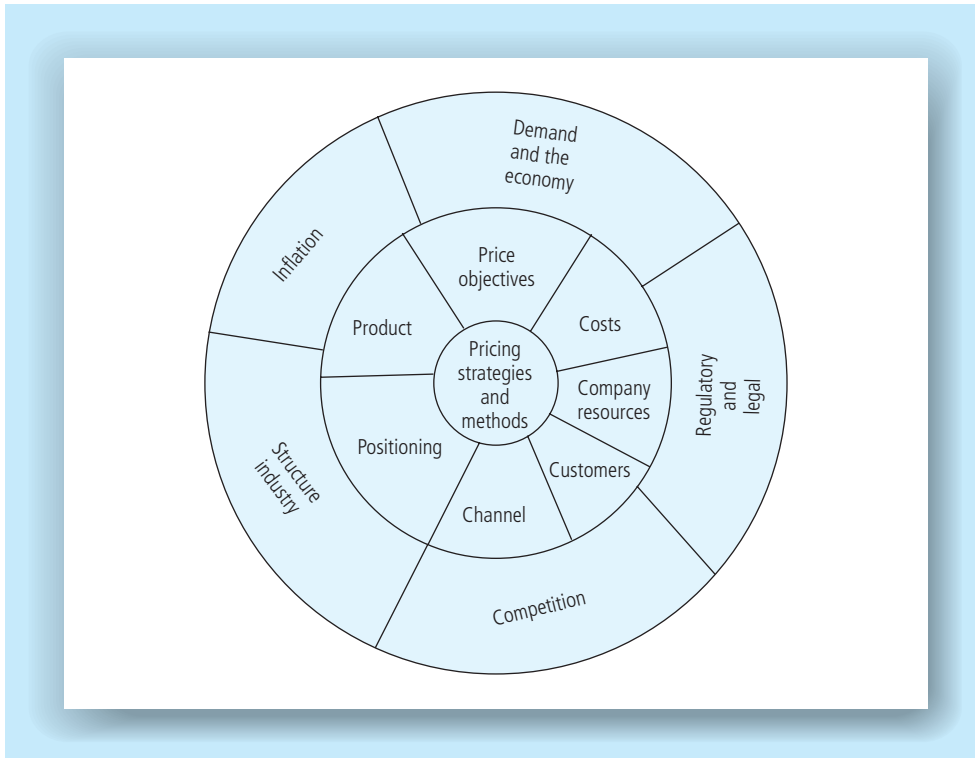 Demand
and the
economy
Inflation
Price
objectives
Product
Costs
Pricing
strategies
and
methods
Company
resources
Regulatory
and
legal
Positioning
Customers
Structure
industry
Channel
Competition